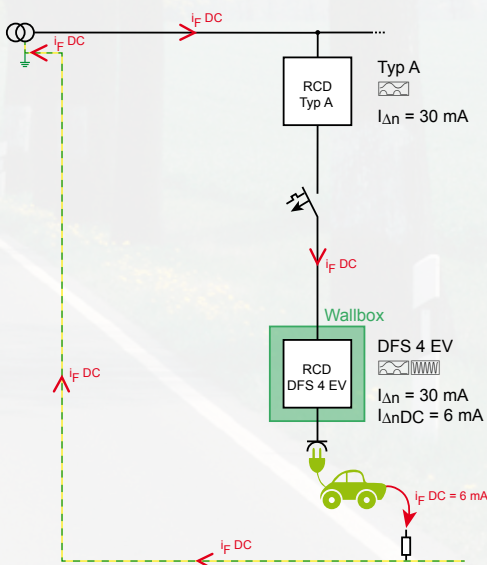 iF DC
iF DC
RCD
Typ A
Typ A
IΔn = 30 mA
iF DC
Wallbox
RCD
DFS 4 EV
DFS 4 EV
IΔn = 30 mA
IΔnDC = 6 mA
iF DC
iF DC = 6 mA
iF DC